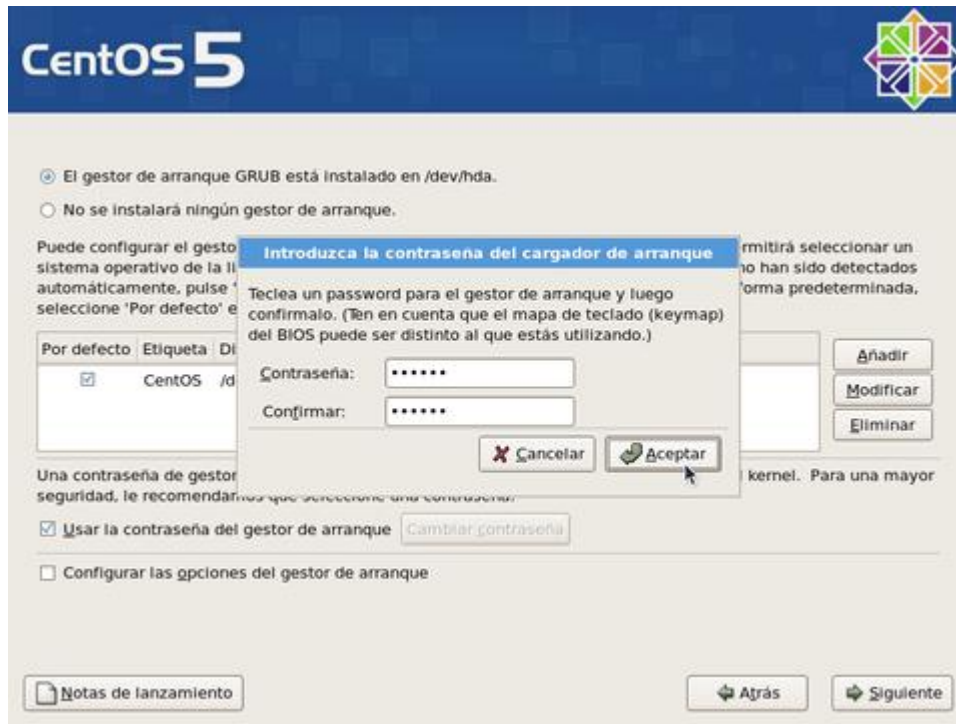 CentOS 5
El gestor de arranque GRUB está instalado en /dev/hda.
No se instalará ningún gestor de arranque.
Puede configurar el gesto
rmitirá seleccionar un
sistema operativo de la
no han sido detectados
automáticamente, pulse '
forma predeterminada,
seleccione 'Por defecto' e
Introduzca la contraseña del cargador de arranque
Teclea un password para el gestor de arranque y luego
confirmalo. (Ten en cuenta que el mapa de teclado (keymap)
del BIOS puede ser distinto al que estás utilizando.)
Contraseña: ••••••
Confirmar: ••••••
Cancelar Aceptar
Por defecto Etiqueta Di
CentOS /d
Añadir
Modificar
Eliminar
Una contraseña de gestor
kernel. Para una mayor
seguridad, le recomendamos que seleccione una contraseña.
Usar la contraseña del gestor de arranque Cambiar contraseña
Configurar las opciones del gestor de arranque
Notas de lanzamiento Atrás Siguiente